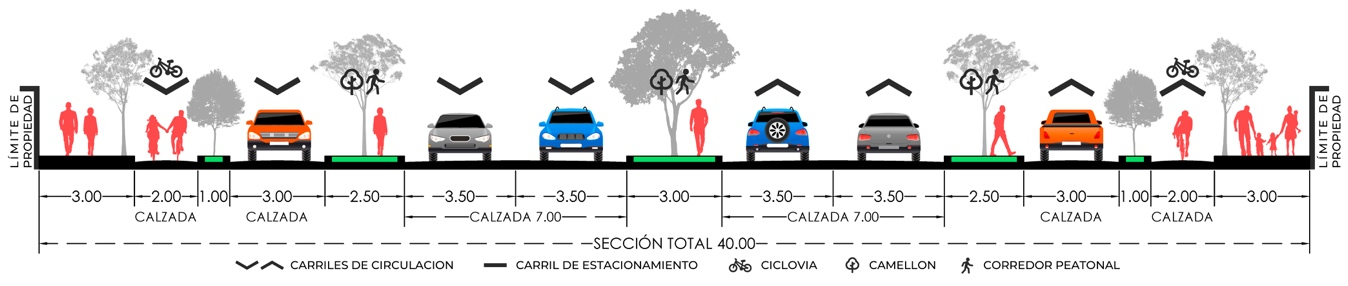 LÍMITE DE
PROPIEDAD
LÍMITE DE
PROPIEDAD
3.00 2.00 1.00 3.00 2.50 3.50 3.50 3.00 3.50 3.50 2.50 3.00 1.00 2.00 3.00
CALZADA CALZADA CALZADA 7.00 CALZADA 7.00 CALZADA CALZADA
SECCIÓN TOTAL 40.00
CARRILES DE CIRCULACION CARRIL DE ESTACIONAMIENTO CICLOVIA CAMELLON CORREDOR PEATONAL